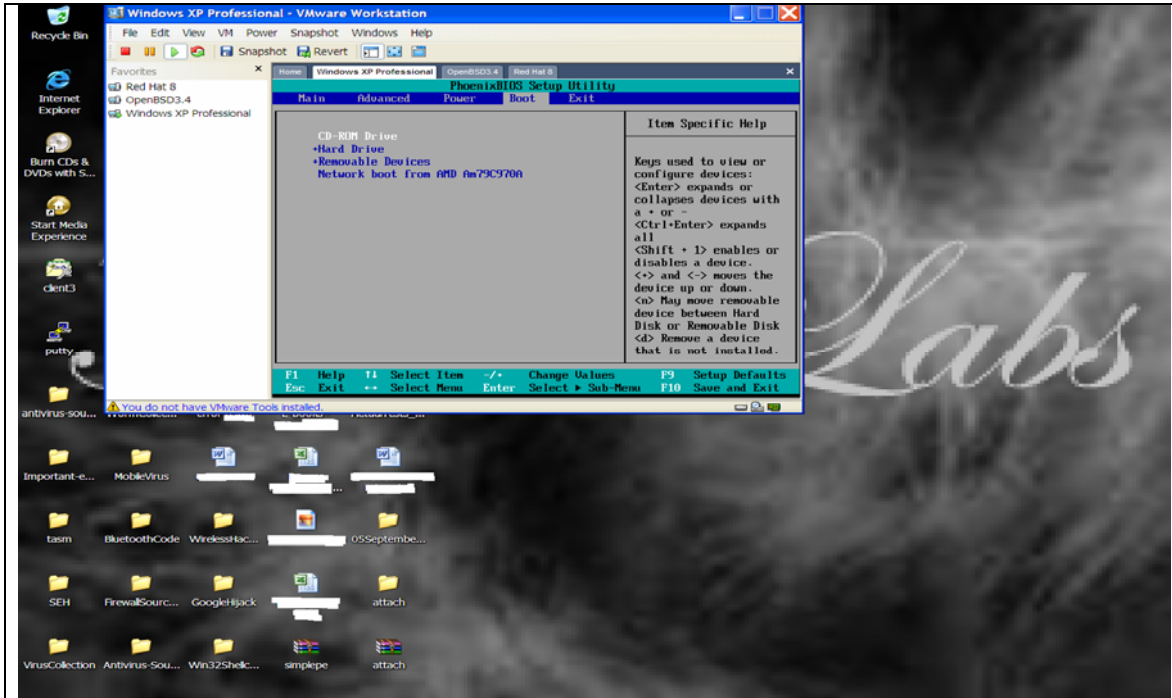 Windows XP Professional - VMware Workstation
File Edit View VM Power Snapshot Windows Help
Snapshot Revert
Favorites
Red Hat 8
OpenBSD3.4
Windows XP Professional
Home Windows XP Professional OpenBSD3.4 Red Hat 8
PhoenixBIOS Setup Utility
Main Advanced Power Boot Exit
CD-ROM Drive
+Hard Drive
+Removable Devices
Network boot from AMD Am79C970A
Item Specific Help
Keys used to view or
configure devices:
<Enter> expands or
collapses devices with
a + or -
<Ctrl+Enter> expands
all
<Shift + 1> enables or
disables a device.
<+> and <-> moves the
device up or down.
<n> May move removable
device between Hard
Disk or Removable Disk
<d> Remove a device
that is not installed.
F1 Help ↑↓ Select Item -/+ Change Values F9 Setup Defaults
Esc Exit ↔ Select Menu Enter Select ▶ Sub-Menu F10 Save and Exit
You do not have VMware Tools installed.
Recycle Bin
Internet
Explorer
Burn CDs &
DVDs with S...
Start Media
Experience
client3
putty
antivirus-sou...
Important-e... MobileVirus
tasm BluetoothCode WirelessHac... 05Septembe...
SEH FirewallSourc... GoogleHijack attach
VirusCollection Antivirus-Sou... Win32Shellc... simplepe attach
Labs